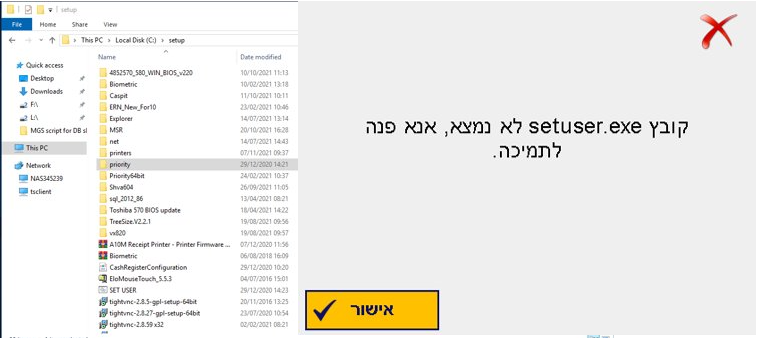 setup
File Home Share View
This PC Local Disk (C:) setup
Name Date modified
Quick access
Desktop
Downloads
F:\
L:\
MGS script for DB sl
This PC
Network
NAS345239
tsclient
4852570_S80_WIN_BIOS_v220 10/10/2021 11:13
Biometric 10/02/2021 13:18
Caspit 11/10/2021 10:11
ERN_New_For10 23/02/2021 10:46
Explorer 14/07/2021 13:14
MSR 20/10/2021 16:28
net 14/07/2021 14:43
printers 07/11/2021 09:37
priority 29/12/2020 14:21
Priority64bit 24/02/2021 10:37
Shva604 26/09/2021 11:05
sql_2012_86 13/04/2021 08:21
Toshiba 570 BIOS update 18/04/2021 14:22
TreeSize.V2.2.1 19/08/2021 09:56
vx820 19/08/2021 09:57
A10M Receipt Printer - Printer Firmware ... 07/12/2020 11:56
Biometric 06/08/2018 16:09
CashRegisterConfiguration 29/12/2020 10:20
EloMouseTouch_5.5.3 04/07/2016 15:01
SET USER 29/12/2020 14:23
tightvnc-2.8.5-gpl-setup-64bit 20/11/2016 13:25
tightvnc-2.8.27-gpl-setup-64bit 23/07/2020 10:54
tightvnc-2.8.59 x32 02/02/2021 08:21
קובץ setuser.exe לא נמצא, אנא פנה
לתמיכה.
אישור